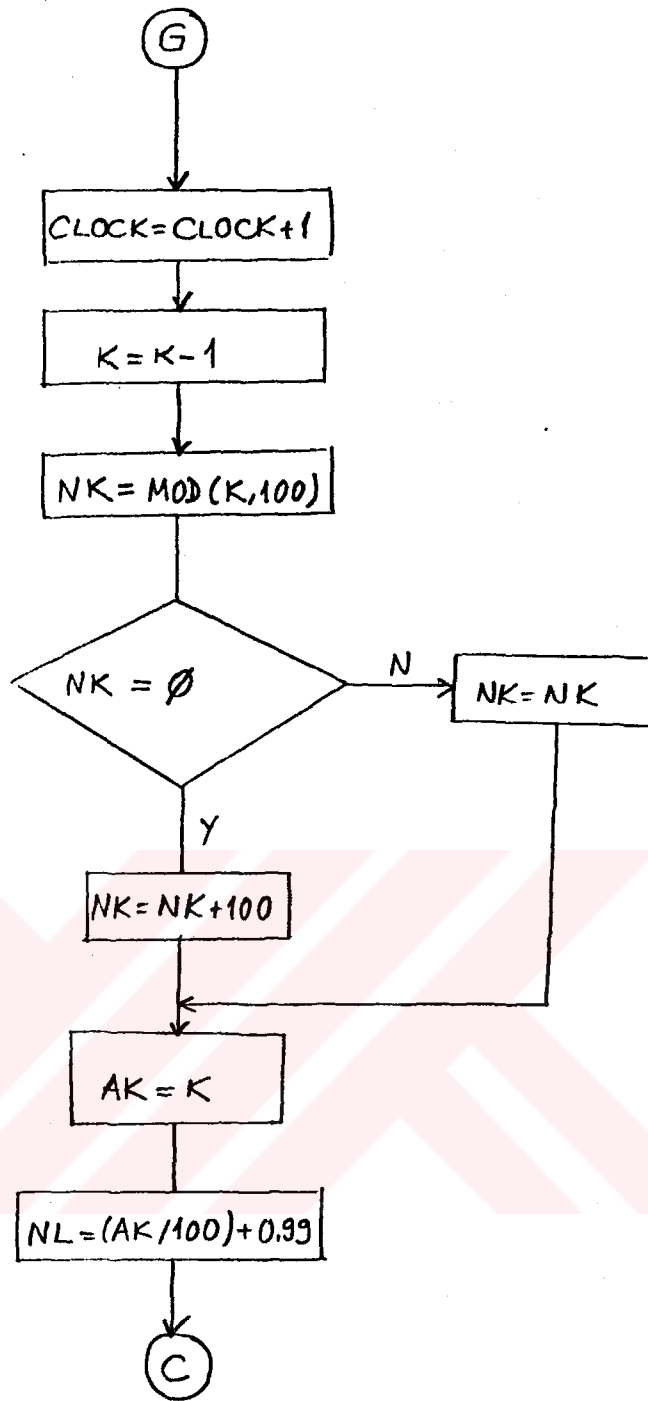 G
CLOCK=CLOCK+1
K=K-1
NK=MOD(K,100)
NK = Ø
N
NK=NK
Y
NK=NK+100
AK=K
NL=(AK/100)+0.99
C